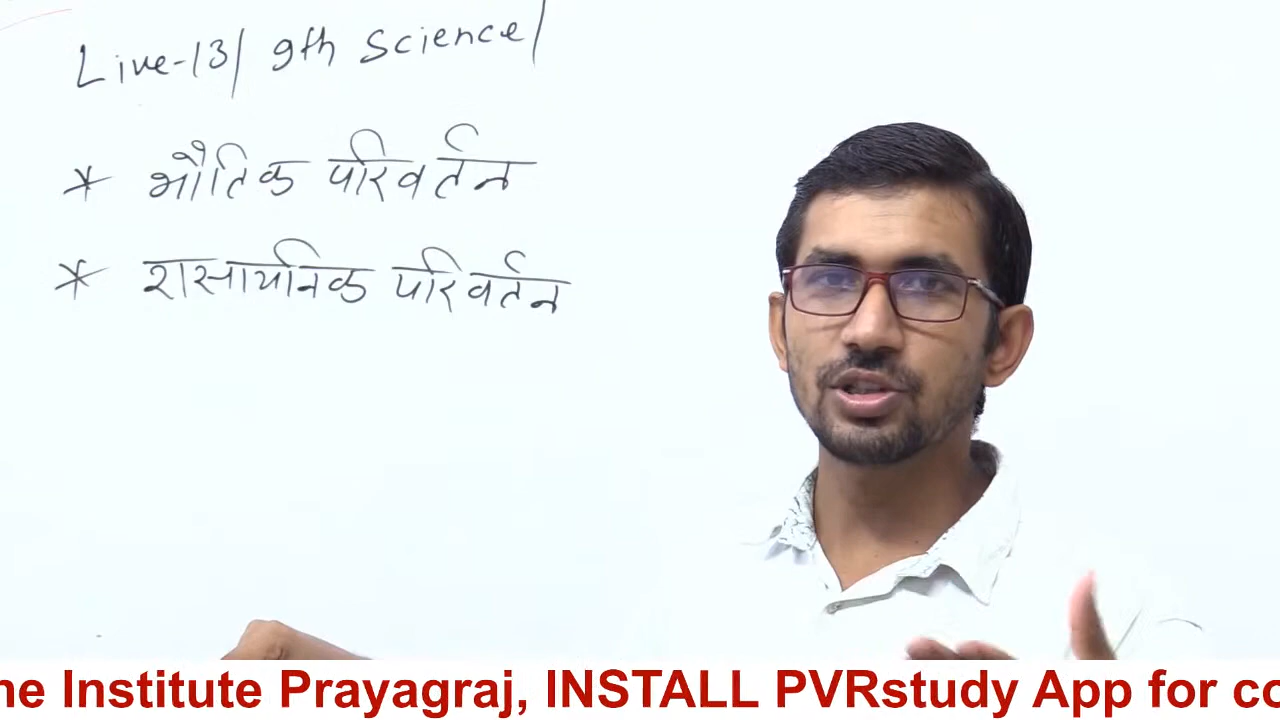 Live-13/ 9th Science/
* भौतिक परिवर्तन
* रासायनिक परिवर्तन
ne Institute Prayagraj, INSTALL PVRstudy App for co